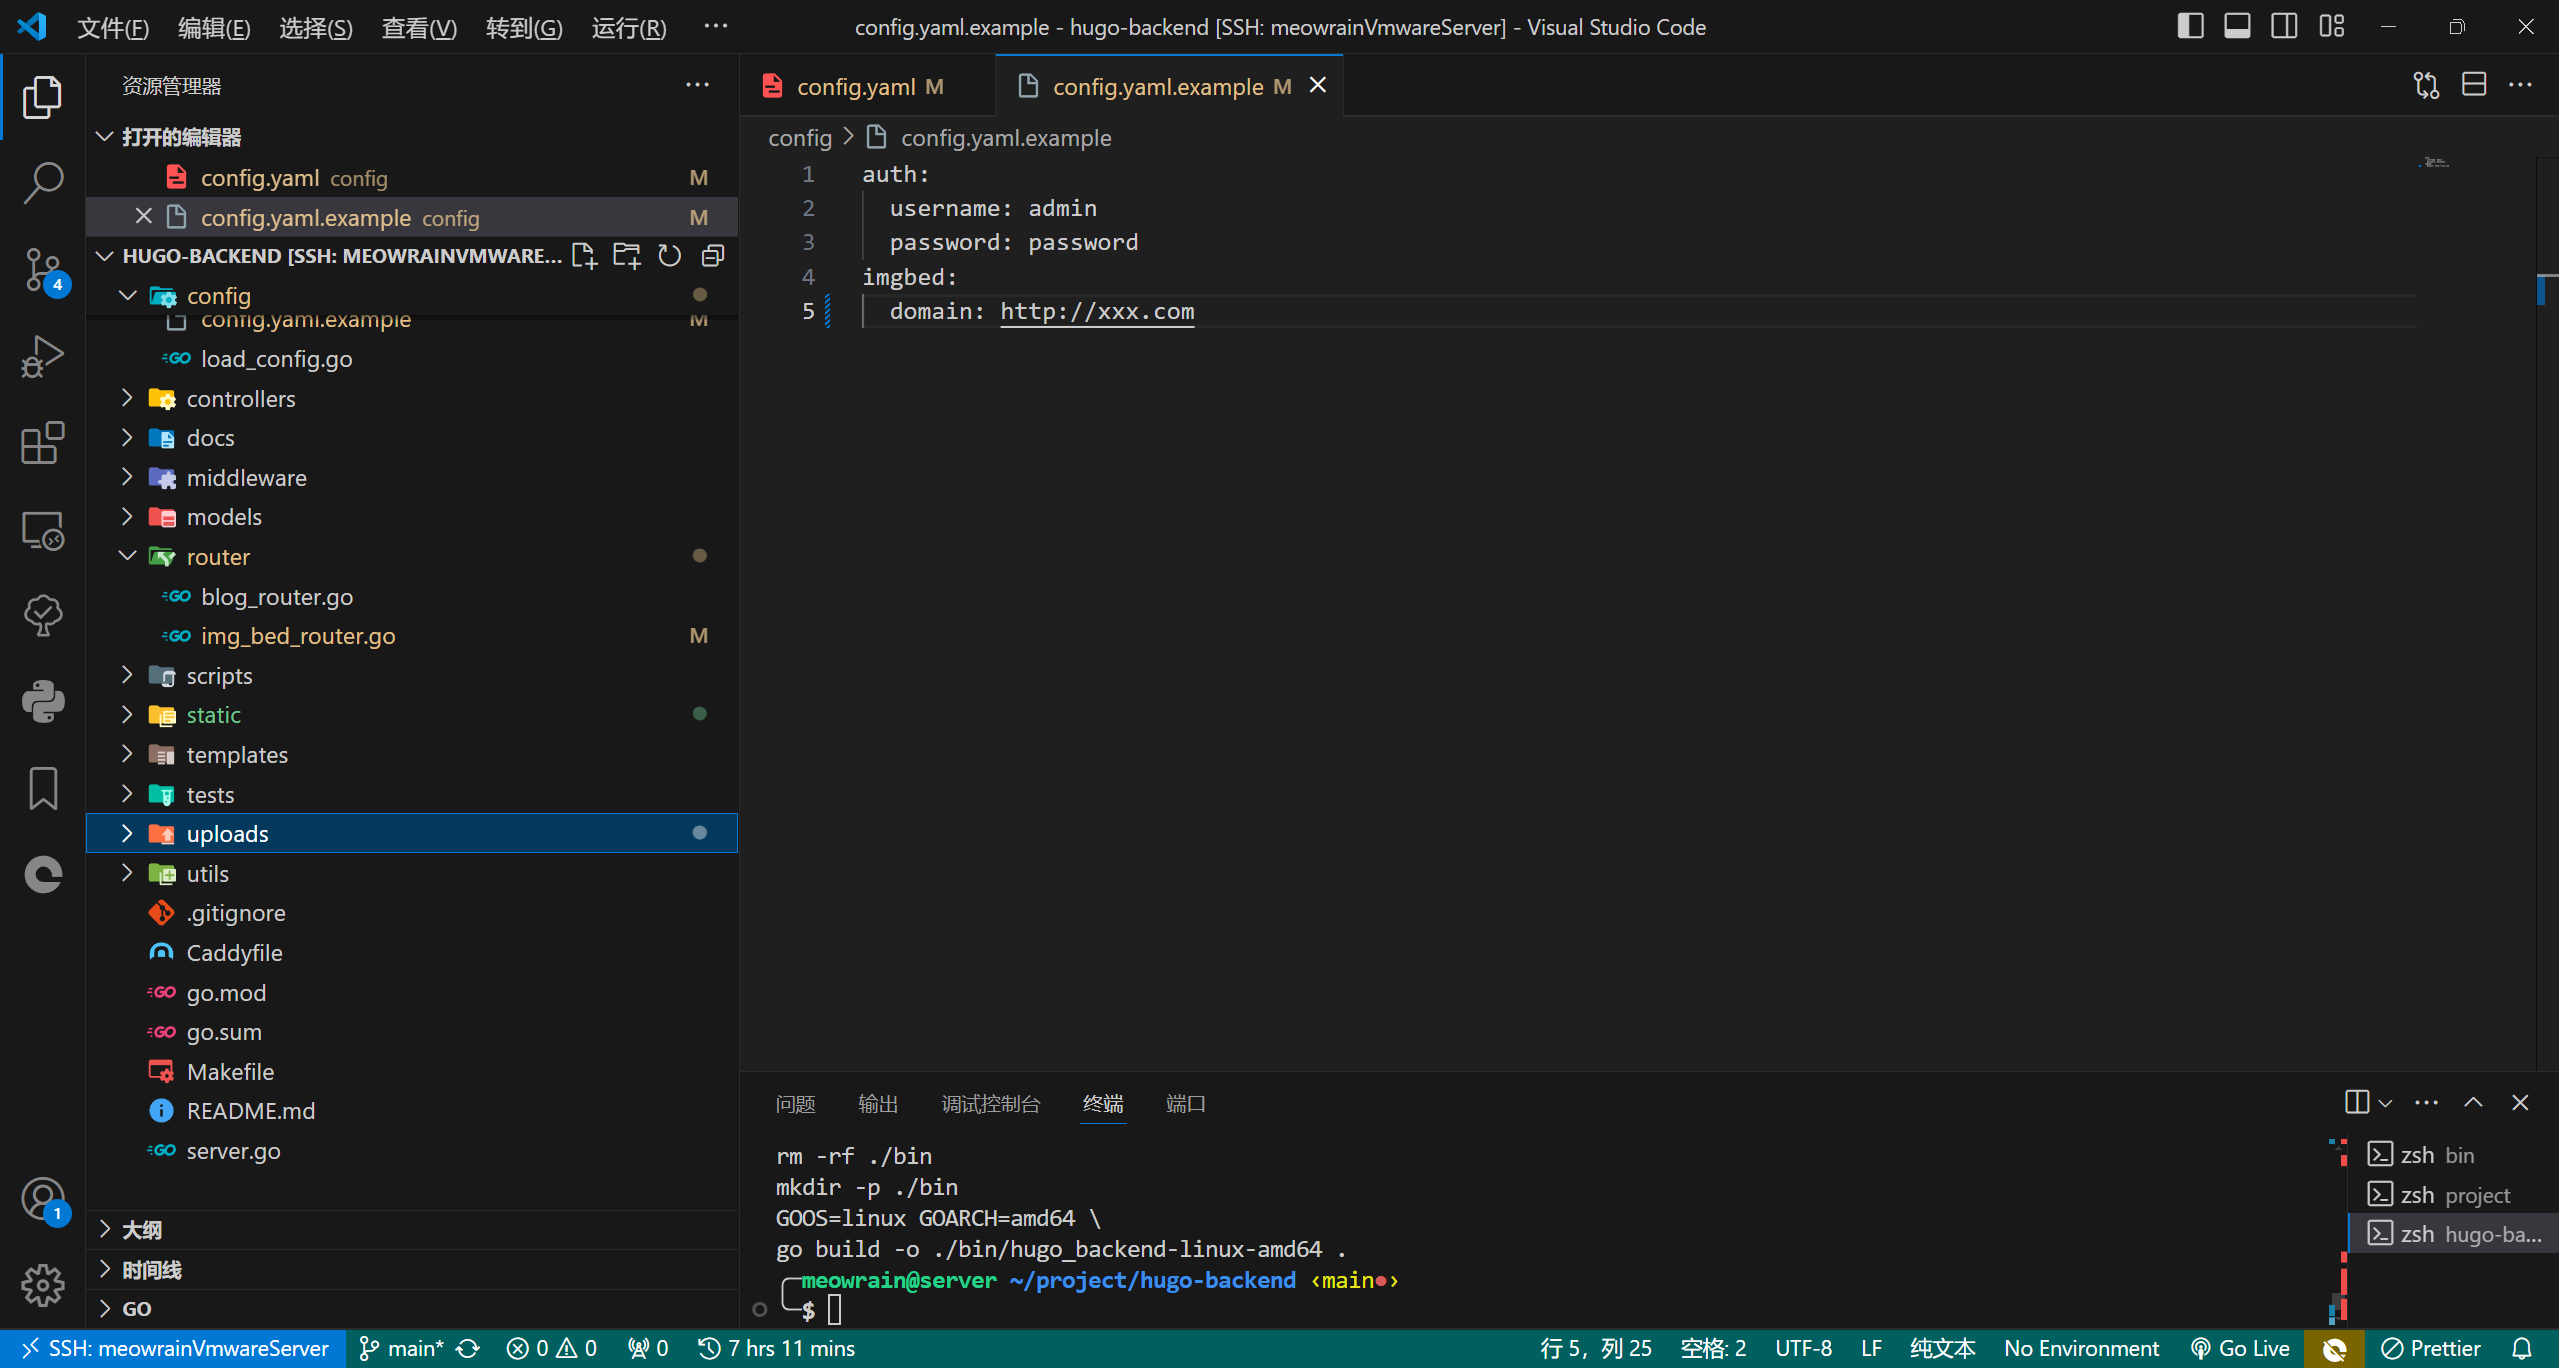 文件(F) 编辑(E) 选择(S) 查看(V) 转到(G) 运行(R) ··· config.yaml.example - hugo-backend [SSH: meowrainVmwareServer] - Visual Studio Code
资源管理器
打开的编辑器
config.yaml config M
config.yaml.example config M
HUGO-BACKEND [SSH: MEOWRAINVMWARE...
config
config.yaml.example M
load_config.go
controllers
docs
middleware
models
router
blog_router.go
img_bed_router.go M
scripts
static
templates
tests
uploads
utils
.gitignore
Caddyfile
go.mod
go.sum
Makefile
README.md
server.go
大纲
时间线
GO
4
1
config.yaml M
config.yaml.example M
config > config.yaml.example
1 auth:
2 username: admin
3 password: password
4 imgbed:
5 domain: http://xxx.com
问题 输出 调试控制台 终端 端口
rm -rf ./bin
mkdir -p ./bin
GOOS=linux GOARCH=amd64 \
go build -o ./bin/hugo_backend-linux-amd64 .
meowrain@server ~/project/hugo-backend ‹main●›
$
zsh bin
zsh project
zsh hugo-ba...
SSH: meowrainVmwareServer main* 0 0 0 7 hrs 11 mins 行 5，列 25 空格: 2 UTF-8 LF 纯文本 No Environment Go Live Prettier